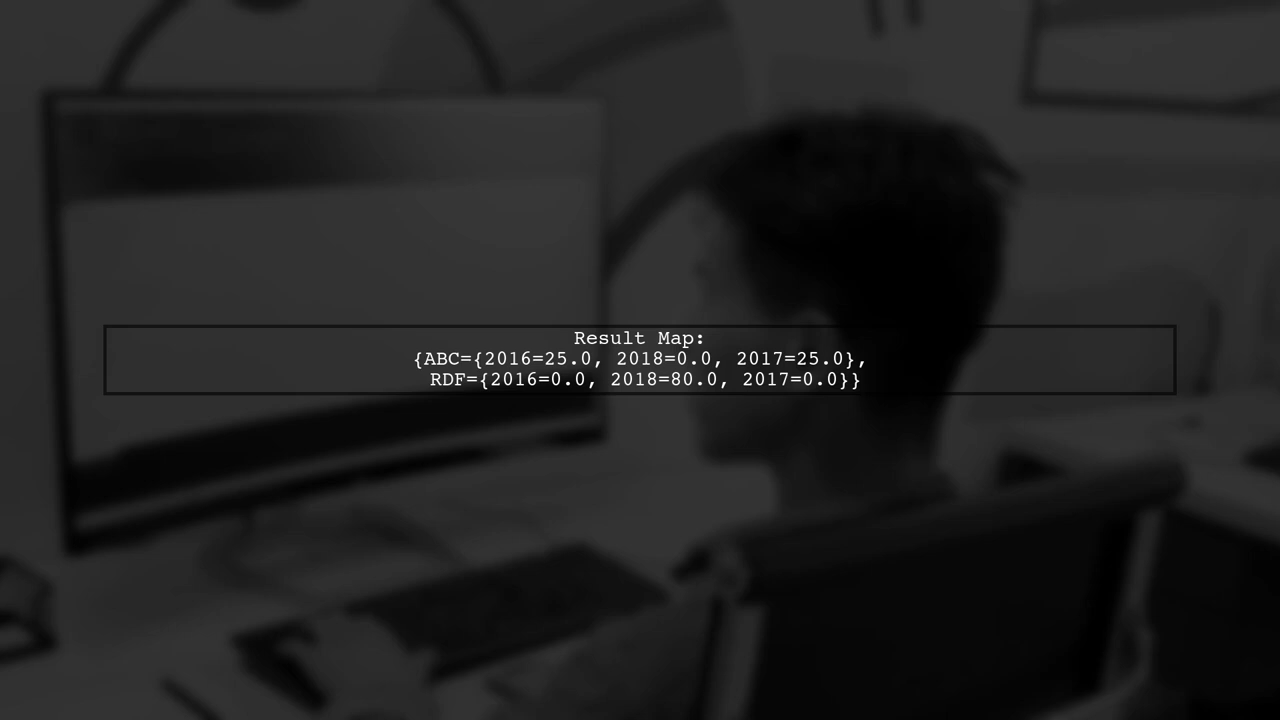 Result Map:
{ABC={2016=25.0, 2018=0.0, 2017=25.0},
RDF={2016=0.0, 2018=80.0, 2017=0.0}}